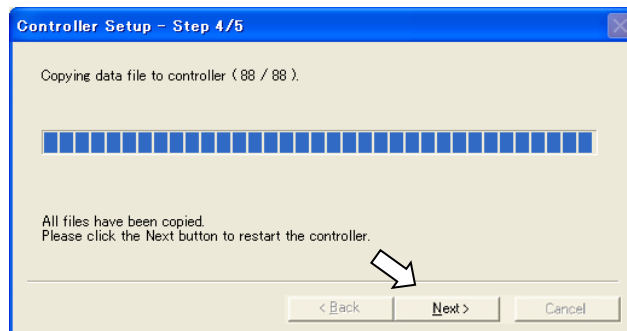 Controller Setup - Step 4/5
Copying data file to controller ( 88 / 88 ).
All files have been copied.
Please click the Next button to restart the controller.
< Back
Next >
Cancel